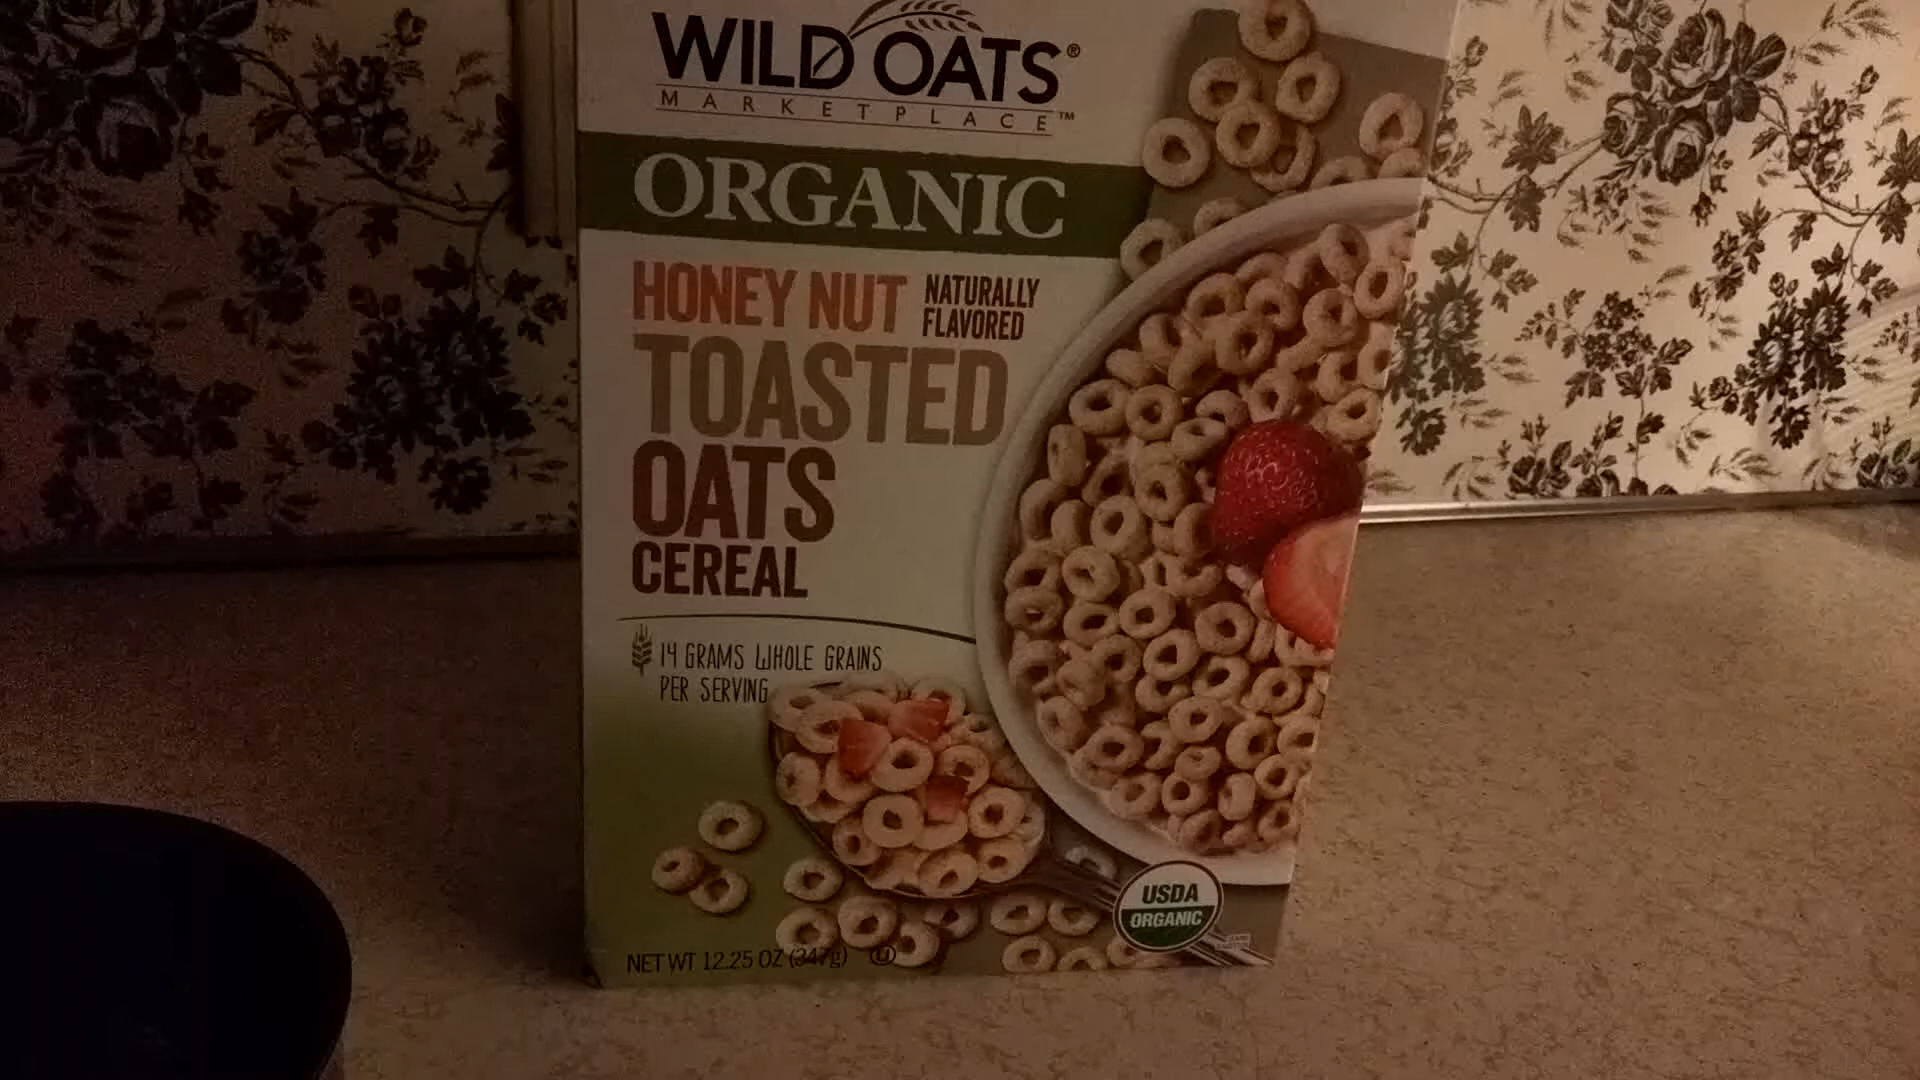 WILD OATS®
MARKETPLACE™
ORGANIC
HONEY NUT NATURALLY FLAVORED
TOASTED
OATS
CEREAL
14 GRAMS WHOLE GRAINS
PER SERVING
USDA
ORGANIC
NET WT 12.25 OZ (347g) U